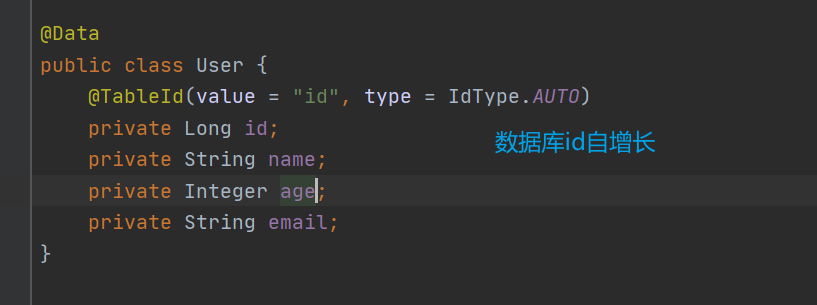 @Data
public class User {
@TableId(value = "id", type = IdType.AUTO)
private Long id;
数据库id自增长
private String name;
private Integer age;
private String email;
}